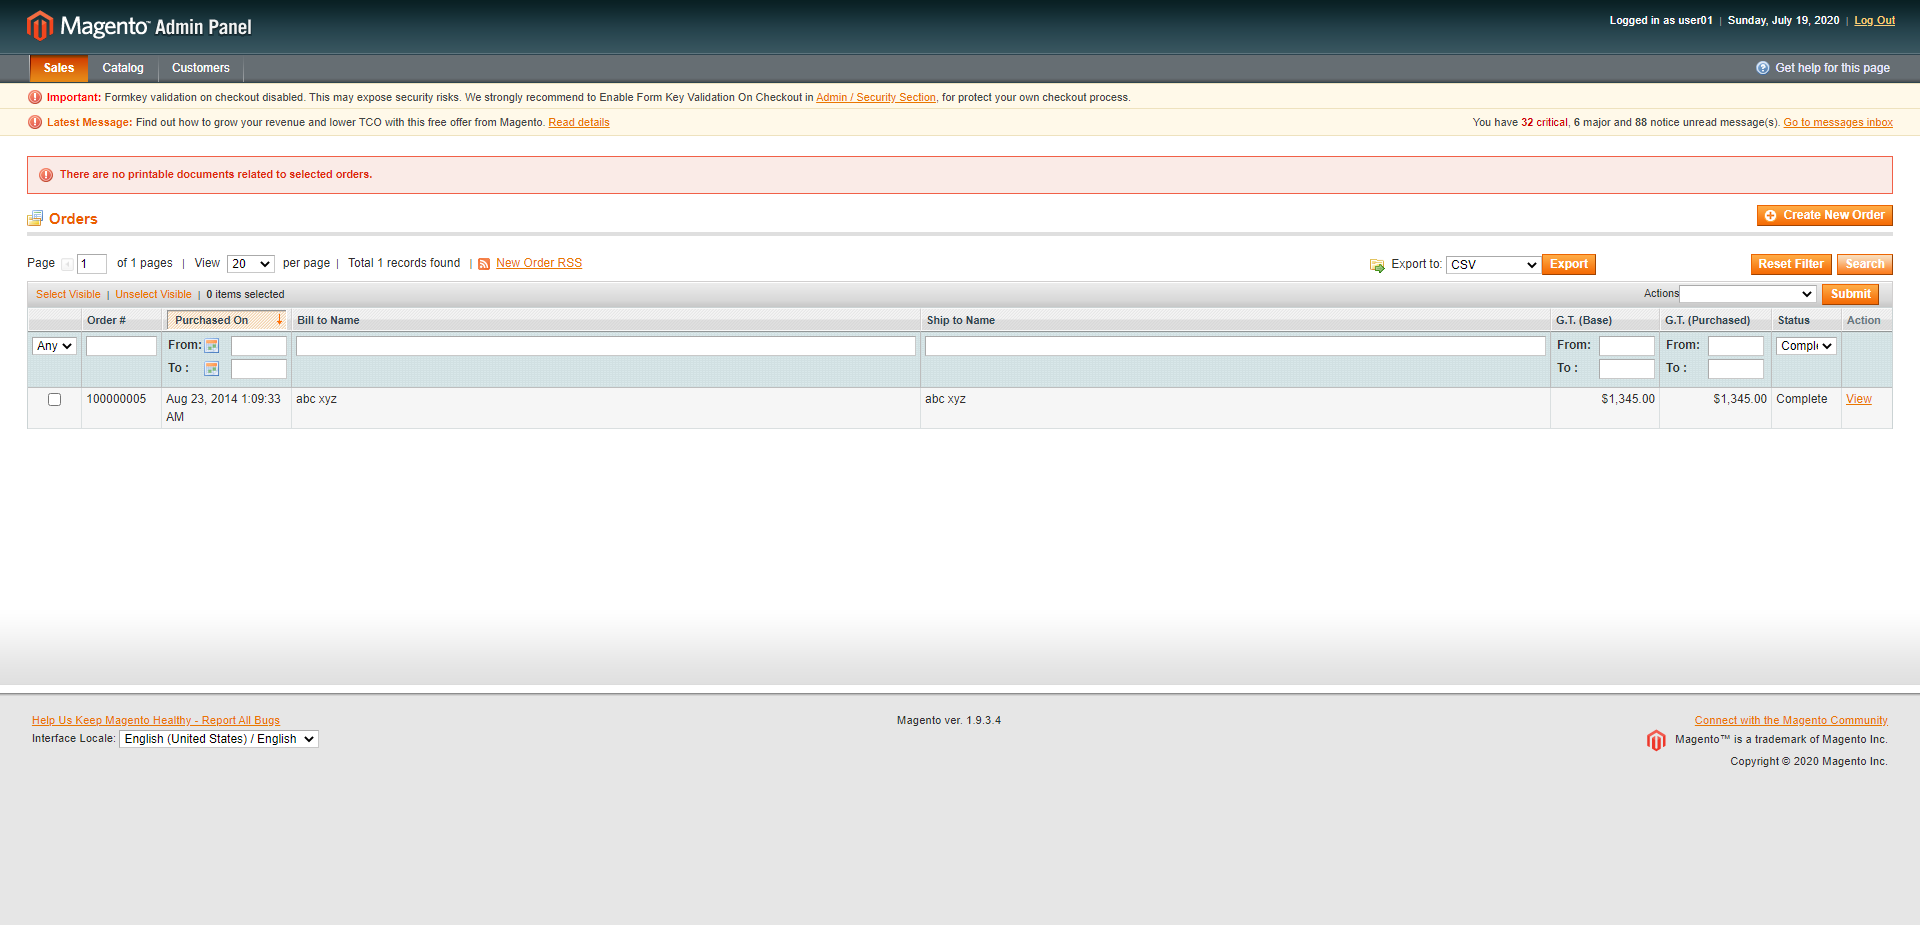 Magento™ Admin Panel
Logged in as user01 | Sunday, July 19, 2020 | Log Out
Sales Catalog Customers
Get help for this page
Important: Formkey validation on checkout disabled. This may expose security risks. We strongly recommend to Enable Form Key Validation On Checkout in Admin / Security Section, for protect your own checkout process.
Latest Message: Find out how to grow your revenue and lower TCO with this free offer from Magento. Read details
You have 32 critical, 6 major and 88 notice unread message(s). Go to messages inbox
There are no printable documents related to selected orders.
Orders
Create New Order
Page 1 of 1 pages | View 20 per page | Total 1 records found | New Order RSS
Export to: CSV Export
Reset Filter Search
Select Visible | Unselect Visible | 0 items selected
Actions Submit
Order # Purchased On Bill to Name Ship to Name G.T. (Base) G.T. (Purchased) Status Action
Any From: From: From: Comple
To : To : To :
100000005 Aug 23, 2014 1:09:33 abc xyz abc xyz $1,345.00 $1,345.00 Complete View
AM
Help Us Keep Magento Healthy - Report All Bugs
Interface Locale: English (United States) / English
Magento ver. 1.9.3.4
Connect with the Magento Community
Magento™ is a trademark of Magento Inc.
Copyright © 2020 Magento Inc.